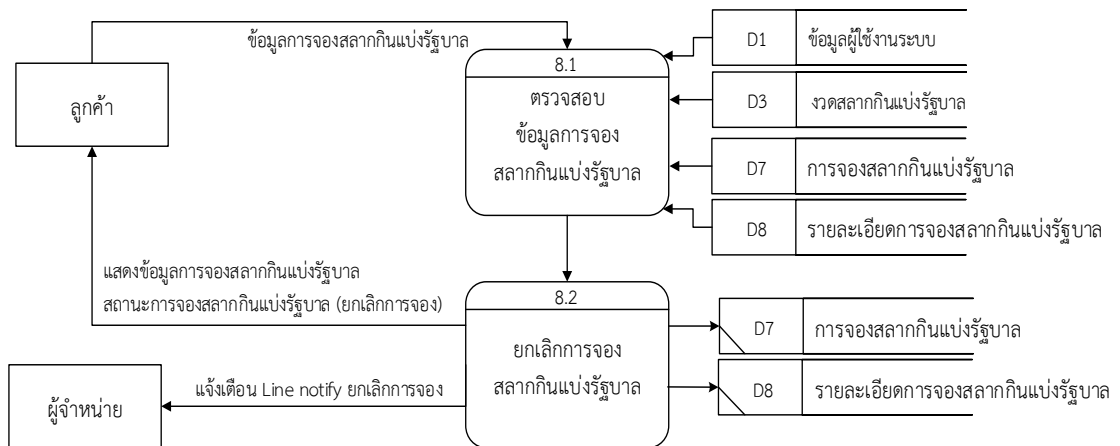 ข้อมูลการจองสลากกินแบ่งรัฐบาล
ลูกค้า
8.1
ตรวจสอบ
ข้อมูลการจอง
สลากกินแบ่งรัฐบาล
D1 ข้อมูลผู้ใช้งานระบบ
D3 งวดสลากกินแบ่งรัฐบาล
D7 การจองสลากกินแบ่งรัฐบาล
D8 รายละเอียดการจองสลากกินแบ่งรัฐบาล
แสดงข้อมูลการจองสลากกินแบ่งรัฐบาล
สถานะการจองสลากกินแบ่งรัฐบาล (ยกเลิกการจอง)
8.2
ยกเลิกการจอง
สลากกินแบ่งรัฐบาล
D7 การจองสลากกินแบ่งรัฐบาล
D8 รายละเอียดการจองสลากกินแบ่งรัฐบาล
แจ้งเตือน Line notify ยกเลิกการจอง
ผู้จำหน่าย